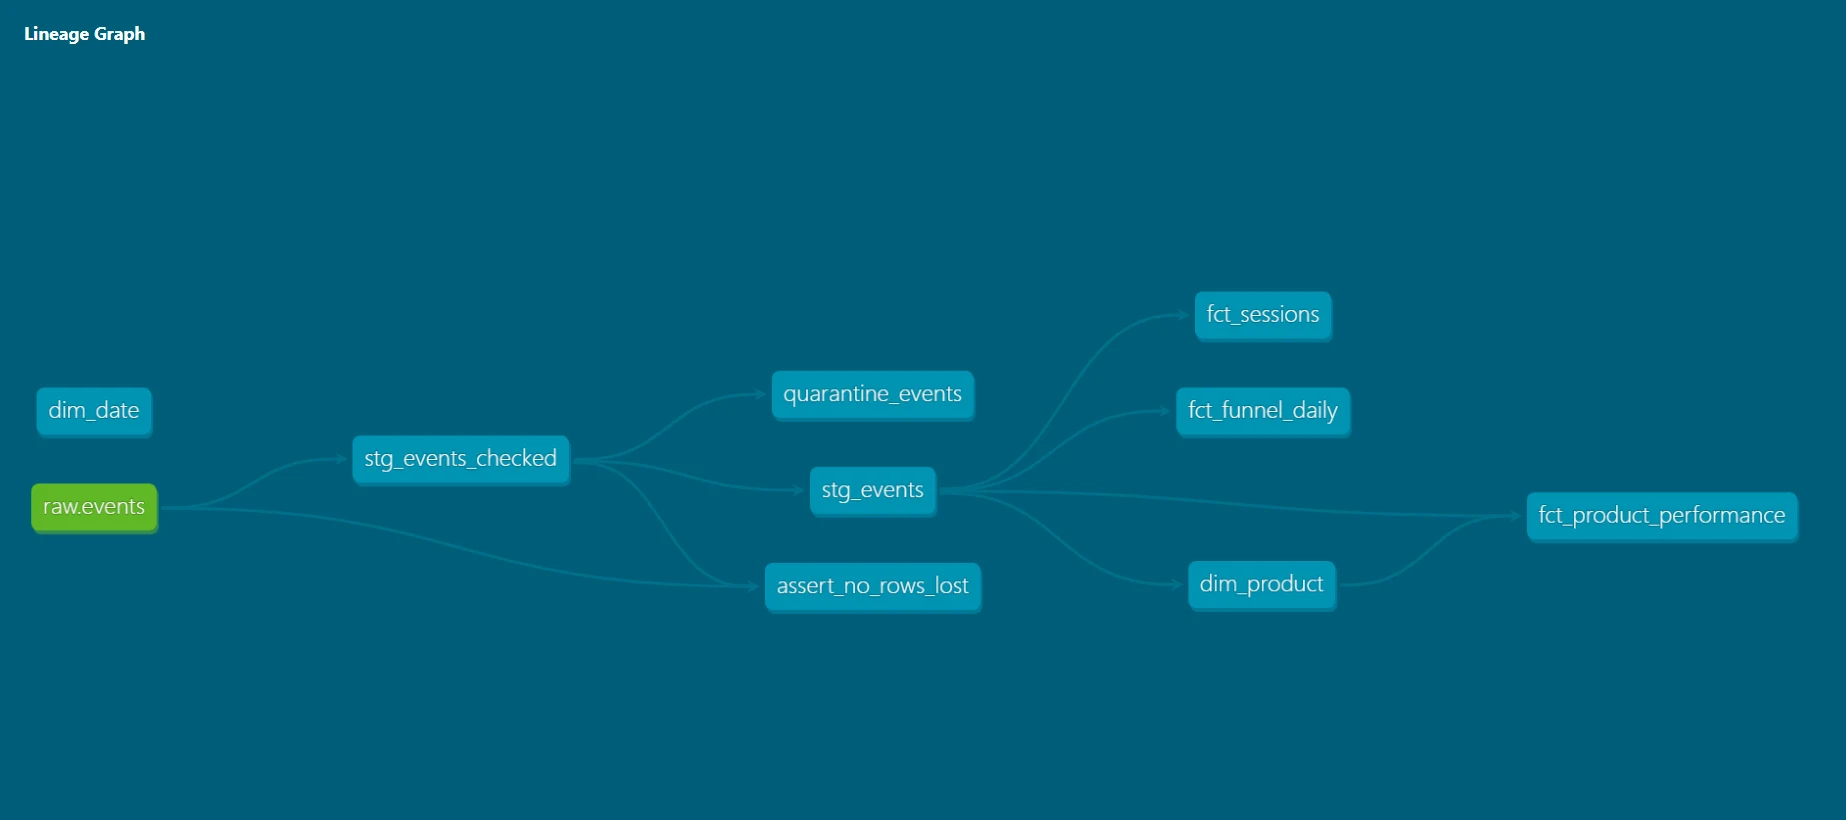 Lineage Graph
fct_sessions
quarantine_events
dim_date
fct_funnel_daily
stg_events_checked
stg_events
raw.events
fct_product_performance
assert_no_rows_lost
dim_product